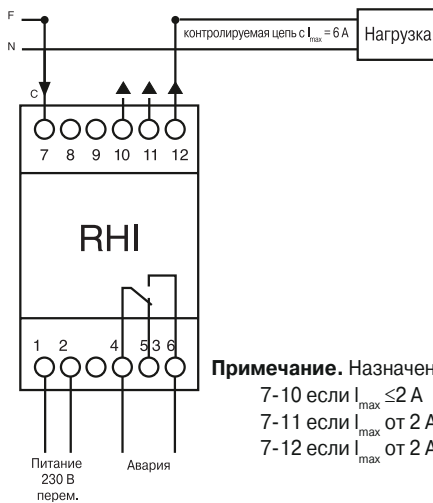 F
контролируемая цепь с Imax = 6 А
Нагрузка
N
C
7 8 9 10 11 12
RHI
1 2 4 5 3 6
Примечание. Назначен
7-10 если Imax ≤2 А
7-11 если Imax от 2 А
7-12 если Imax от 2 А
Питание
230 В
перем.
Авария